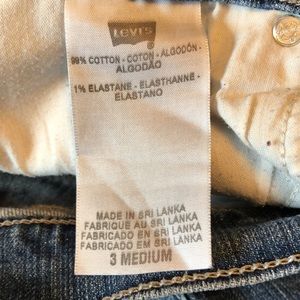 LEVI'S
®
99% COTTON - COTON - ALGODÓN -
ALGODÃO
1% ELASTANE - ELASTHANNE -
ELASTANO
MADE IN SRI LANKA
FABRIQUE AU SRI LANKA
FABRICADO EN SRI LANKA
FABRICADO EM SRI LANKA
3 MEDIUM